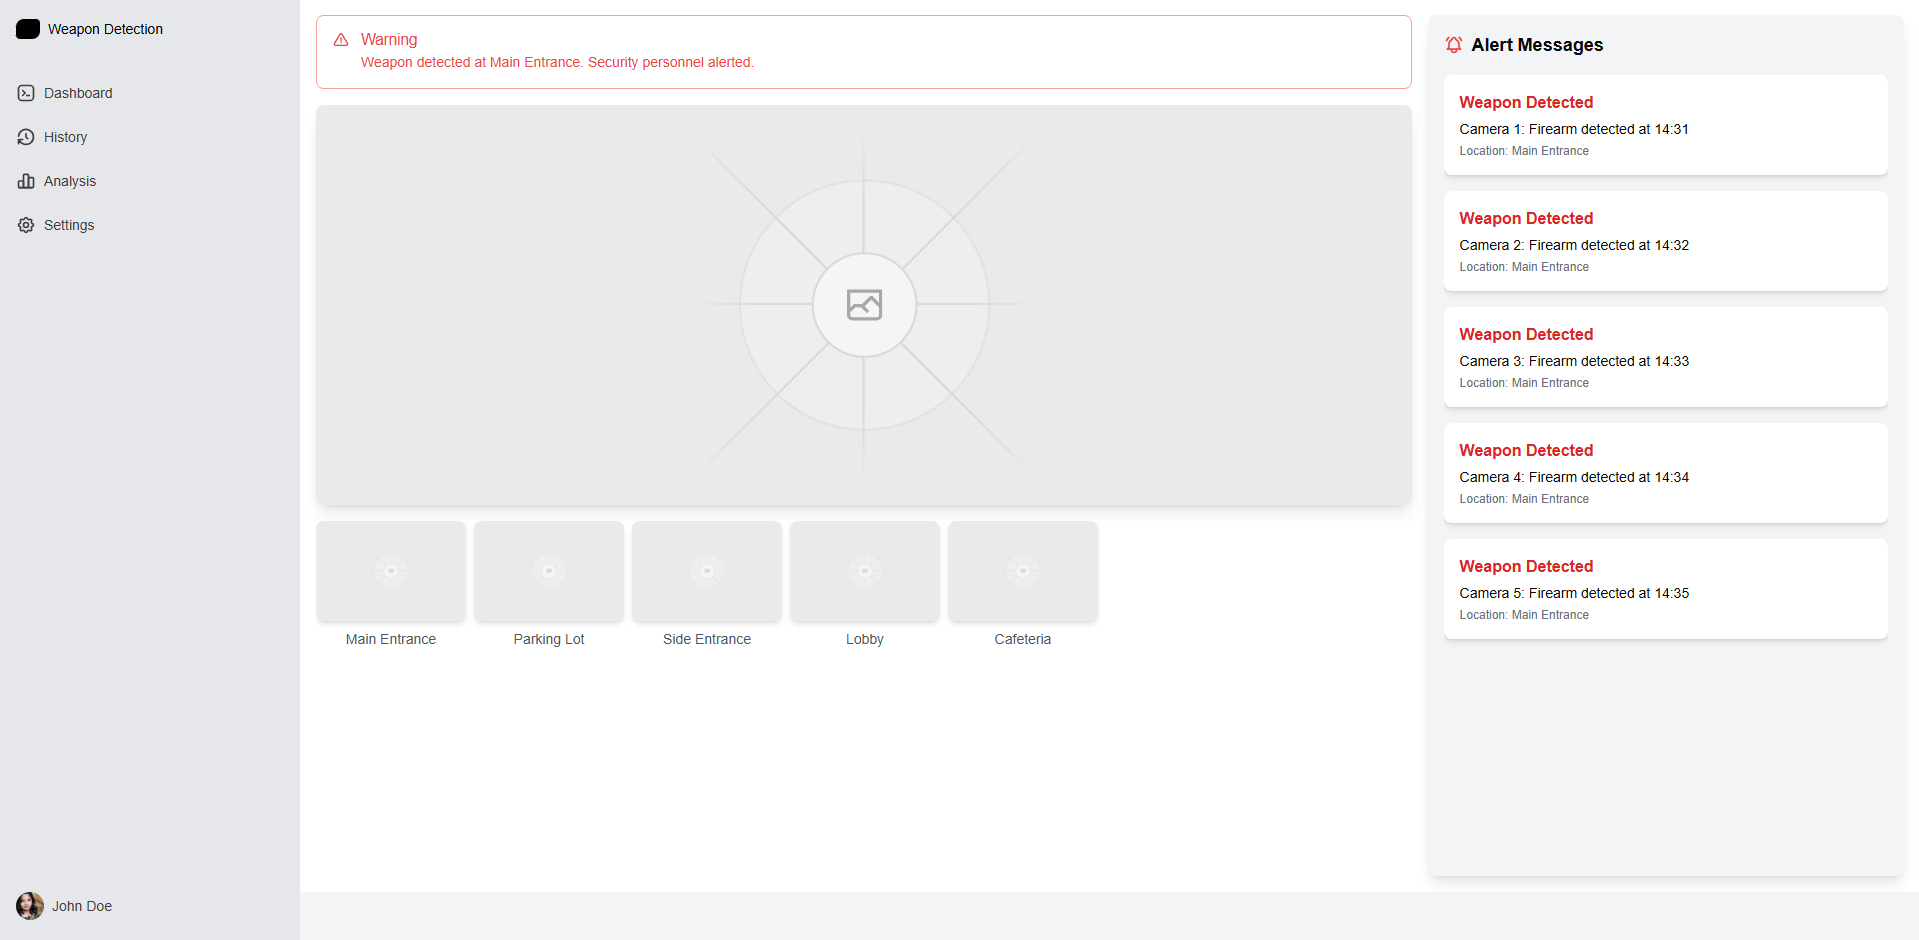 Weapon Detection
Dashboard
History
Analysis
Settings
John Doe
Warning
Weapon detected at Main Entrance. Security personnel alerted.
Main Entrance
Parking Lot
Side Entrance
Lobby
Cafeteria
Alert Messages
Weapon Detected
Camera 1: Firearm detected at 14:31
Location: Main Entrance
Weapon Detected
Camera 2: Firearm detected at 14:32
Location: Main Entrance
Weapon Detected
Camera 3: Firearm detected at 14:33
Location: Main Entrance
Weapon Detected
Camera 4: Firearm detected at 14:34
Location: Main Entrance
Weapon Detected
Camera 5: Firearm detected at 14:35
Location: Main Entrance